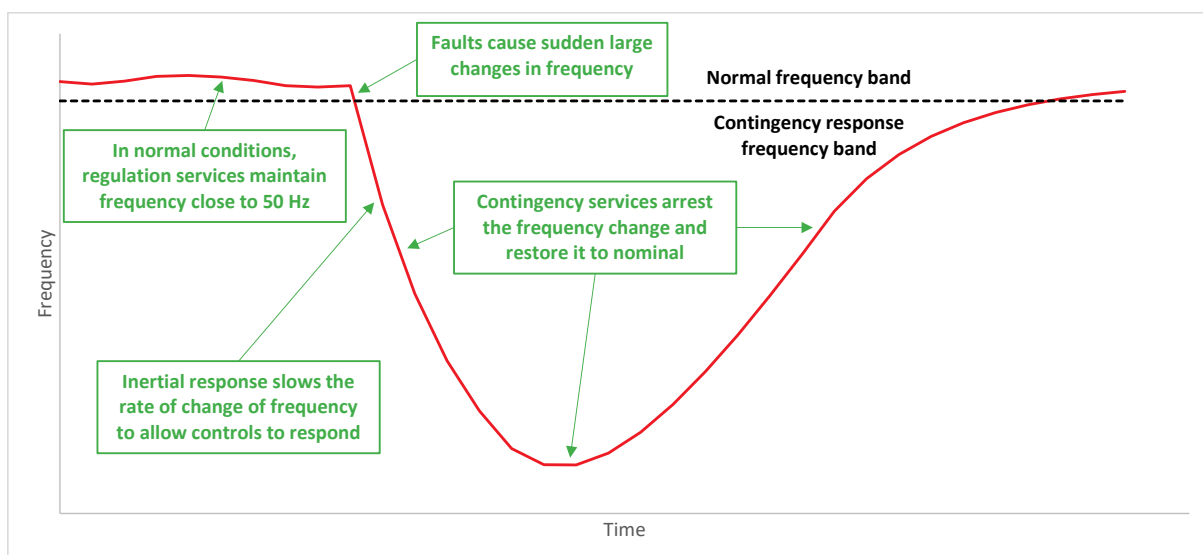 Faults cause sudden large
changes in frequency
Normal frequency band
Contingency response
frequency band
In normal conditions,
regulation services maintain
frequency close to 50 Hz
Contingency services arrest
the frequency change and
restore it to nominal
Frequency
Inertial response slows the
rate of change of frequency
to allow controls to respond
Time